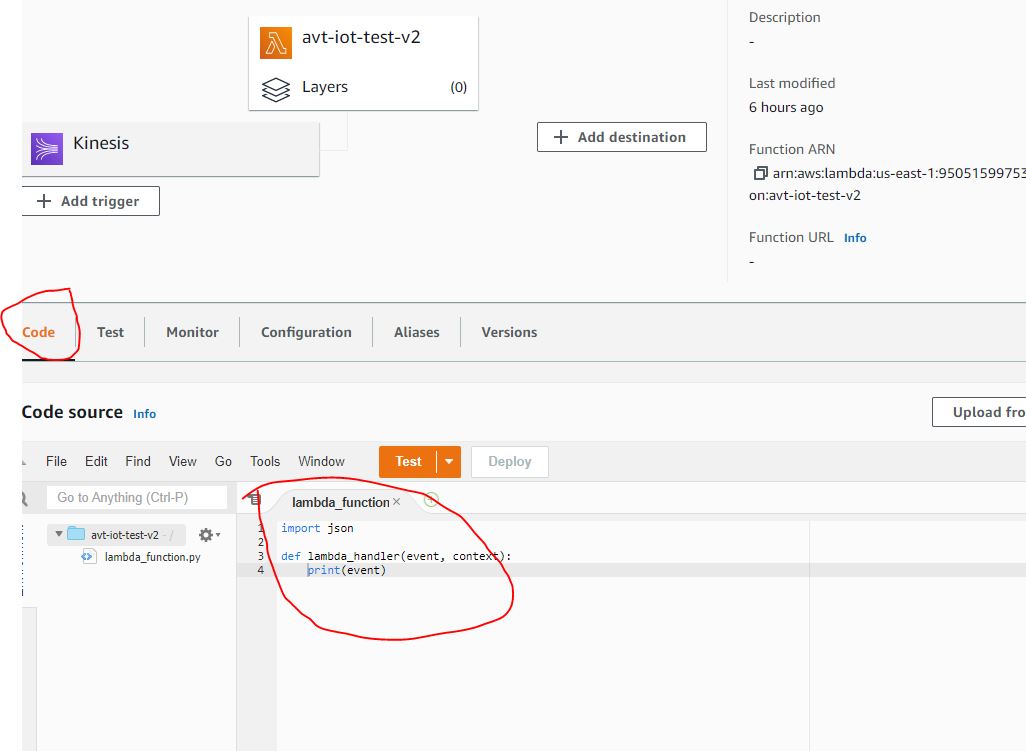 avt-iot-test-v2
Layers (0)
Kinesis
Add trigger
Add destination
Description
-
Last modified
6 hours ago
Function ARN
arn:aws:lambda:us-east-1:95051599753
on:avt-iot-test-v2
Function URL Info
-
Code Test Monitor Configuration Aliases Versions
Code source Info
Upload fro
File Edit Find View Go Tools Window Test Deploy
Go to Anything (Ctrl-P)
avt-iot-test-v2 - /
lambda_function.py
lambda_function ×
1 import json
2
3 def lambda_handler(event, context):
4 print(event)